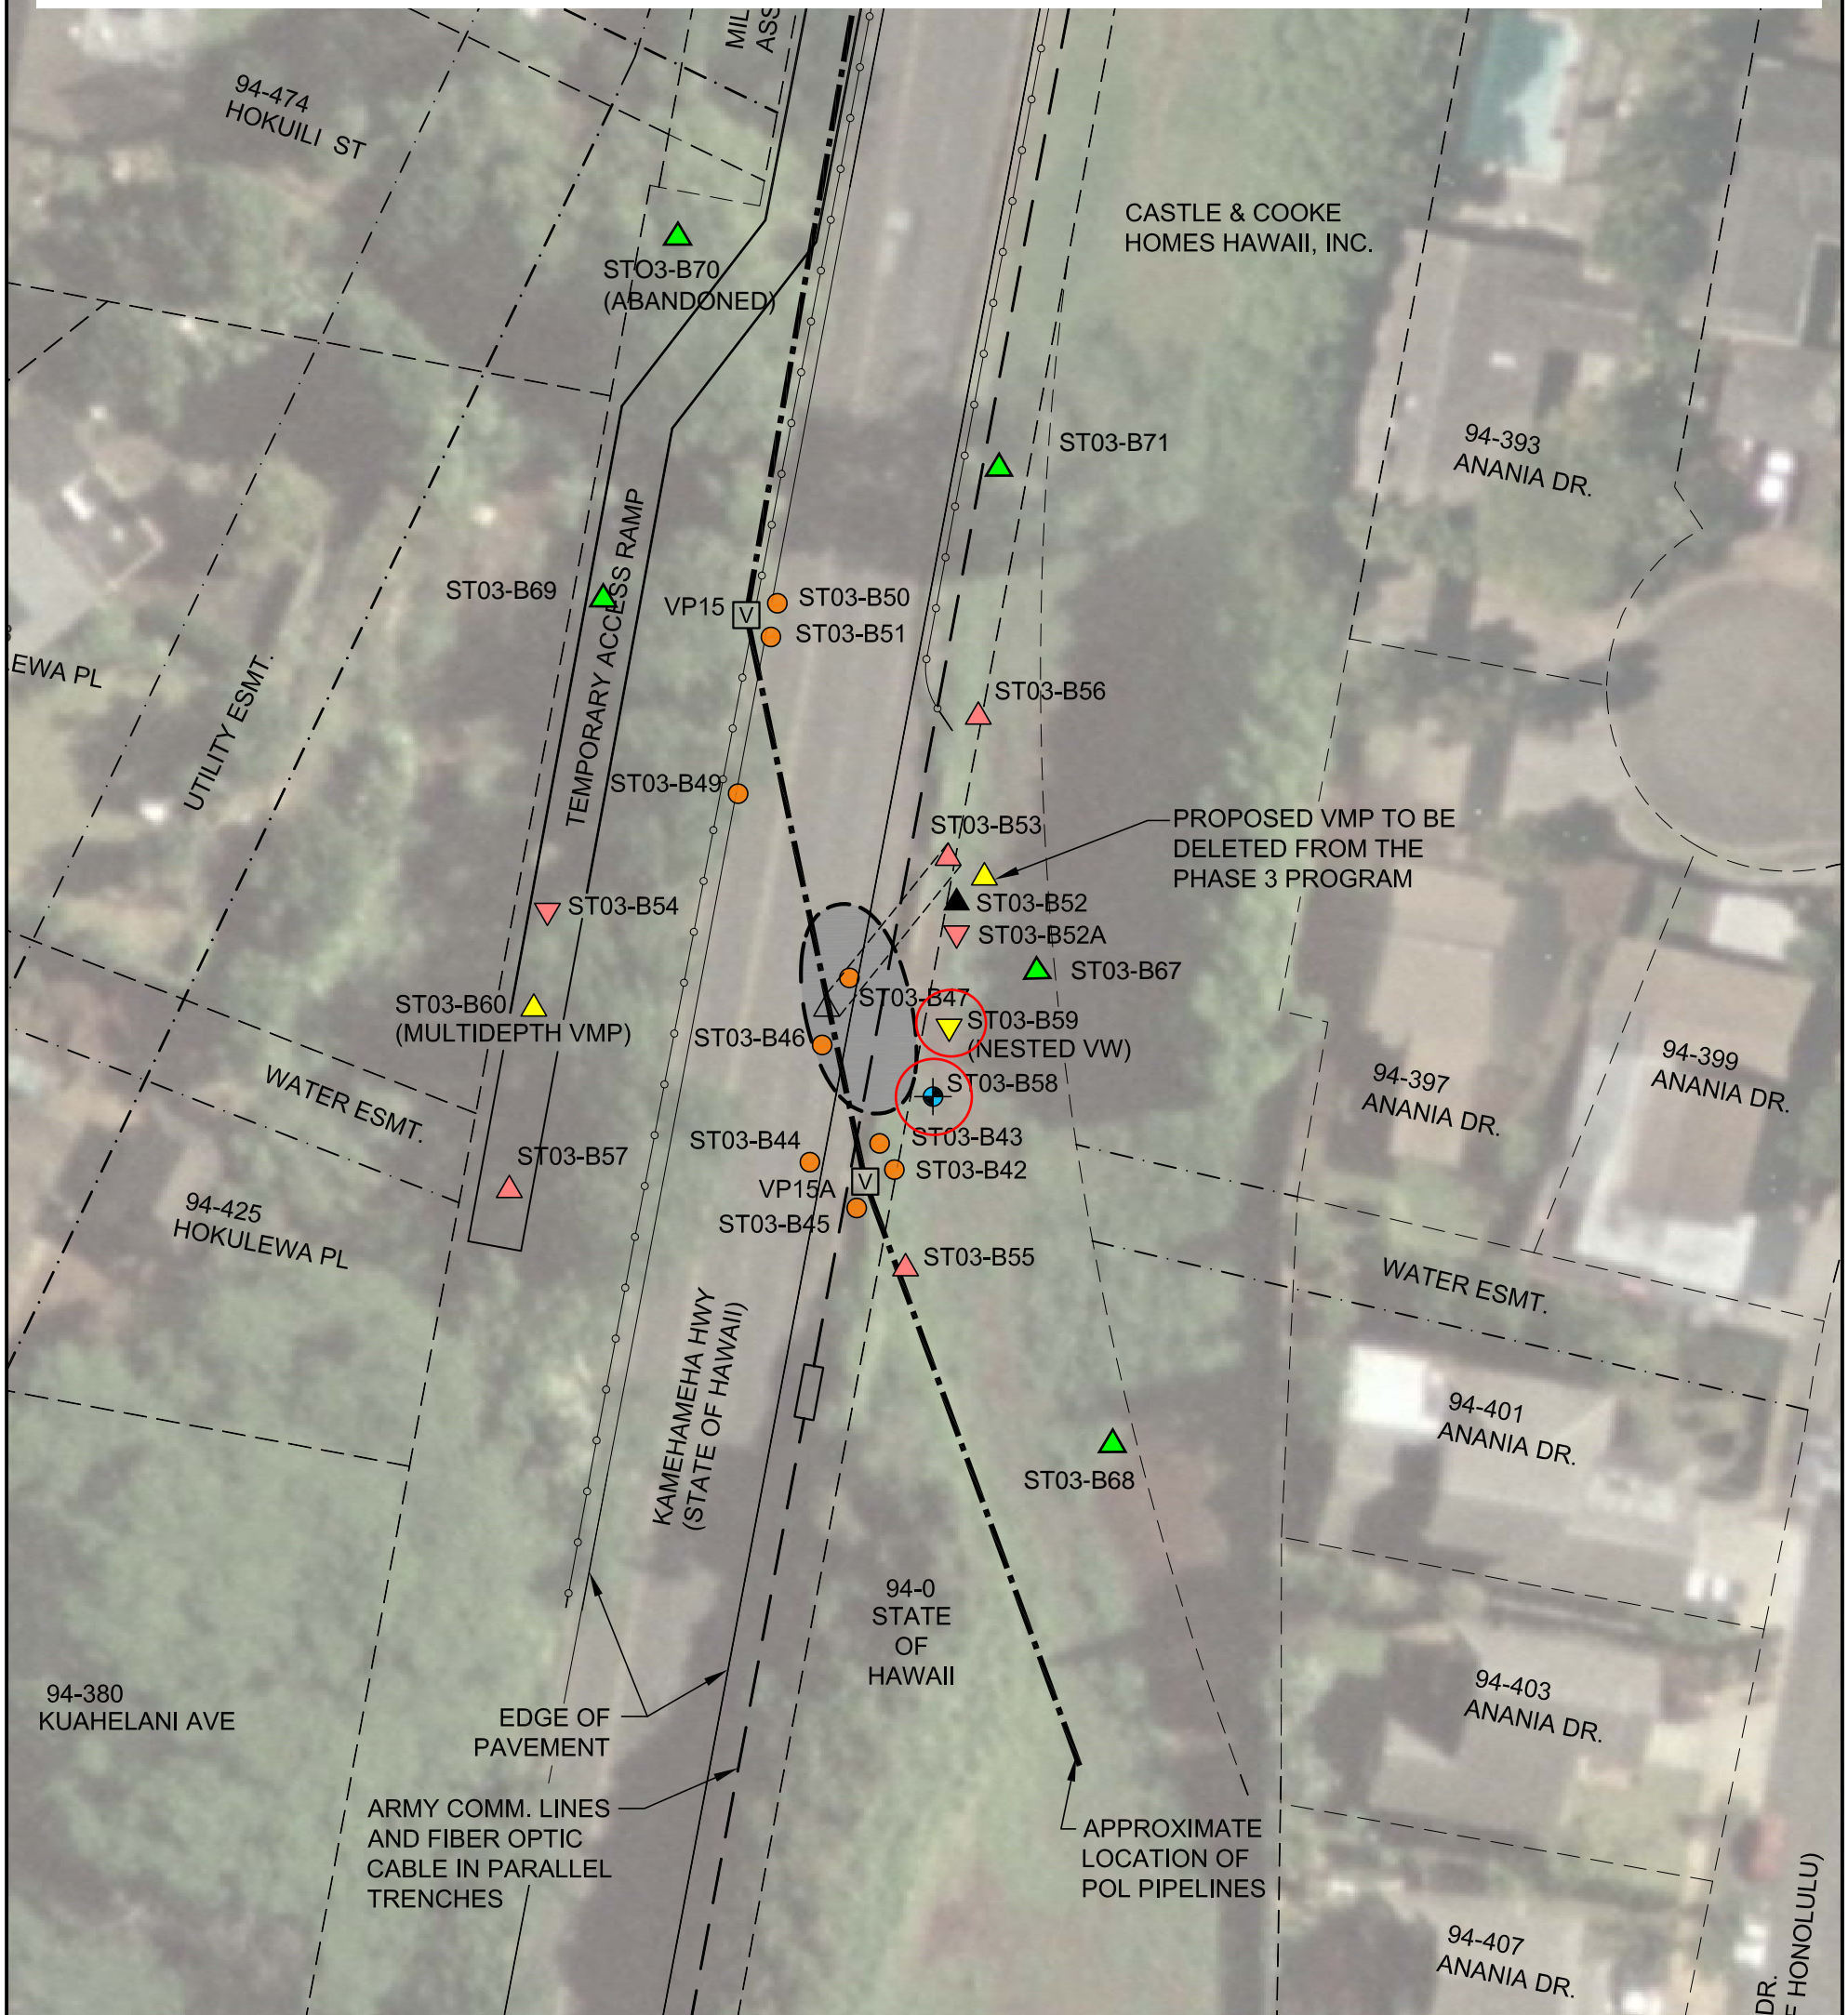 MIL
ASS
94-474
HOKUILI ST
CASTLE & COOKE
HOMES HAWAII, INC.
STO3-B70
(ABANDONED)
ST03-B71
94-393
ANANIA DR.
TEMPORARY ACCESS RAMP
ST03-B69
VP15
V
ST03-B50
ST03-B51
EWA PL
UTILITY ESMT.
ST03-B56
ST03-B49
ST03-B53
PROPOSED VMP TO BE
DELETED FROM THE
PHASE 3 PROGRAM
ST03-B54
ST03-B52
ST03-B52A
ST03-B67
ST03-B60
(MULTIDEPTH VMP)
ST03-B47
ST03-B46
ST03-B59
(NESTED VW)
ST03-B58
94-399
ANANIA DR.
94-397
ANANIA DR.
WATER ESMT.
ST03-B44
ST03-B43
ST03-B57
ST03-B42
VP15A
V
ST03-B45
94-425
HOKULEWA PL
ST03-B55
WATER ESMT.
KAMEHAMEHA HWY
(STATE OF HAWAII)
94-401
ANANIA DR.
ST03-B68
94-0
STATE
OF
HAWAII
94-380
KUAHELANI AVE
94-403
ANANIA DR.
EDGE OF
PAVEMENT
ARMY COMM. LINES
AND FIBER OPTIC
CABLE IN PARALLEL
TRENCHES
APPROXIMATE
LOCATION OF
POL PIPELINES
94-407
ANANIA DR.
DR.
F HONOLULU)